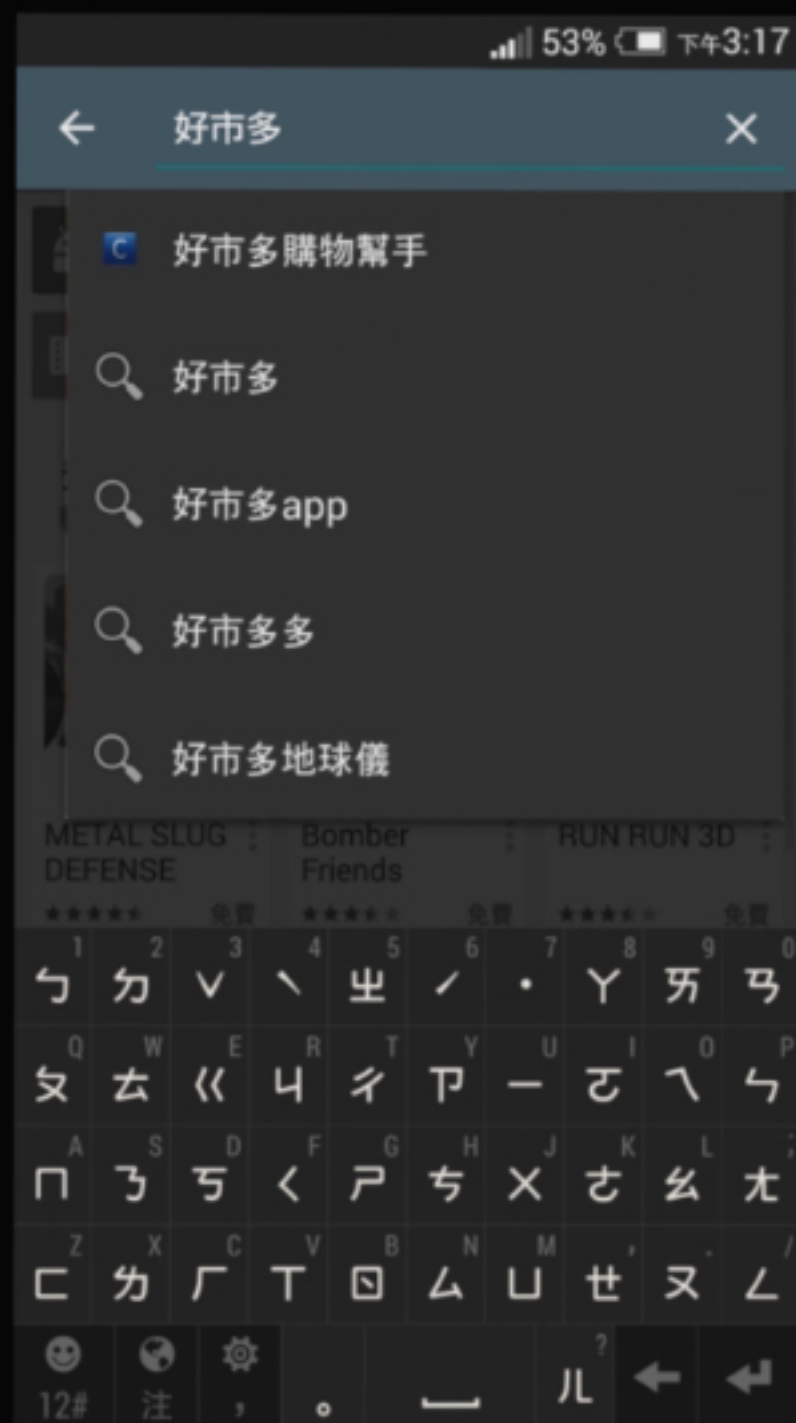 53% 下午3:17
好市多
C 好市多購物幫手
好市多
好市多app
好市多多
好市多地球儀
METAL SLUG DEFENSE
Bomber Friends
RUN RUN 3D
免費 免費 免費
1 2 3 4 5 6 7 8 9 0
ㄅ ㄉ ˇ ˋ ㄓ ˊ ˙ ㄚ ㄞ ㄢ
Q W E R T Y U I O P
ㄆ ㄊ ㄍ ㄐ ㄔ ㄗ ㄧ ㄛ ㄟ ㄣ
A S D F G H J K L ;
ㄇ ㄋ ㄎ ㄑ ㄕ ㄘ ㄨ ㄜ ㄠ ㄤ
Z X C V B N M , . /
ㄈ ㄌ ㄏ ㄒ ㄖ ㄙ ㄩ ㄝ ㄡ ㄥ
?
12# 注 , 。 ㄦ